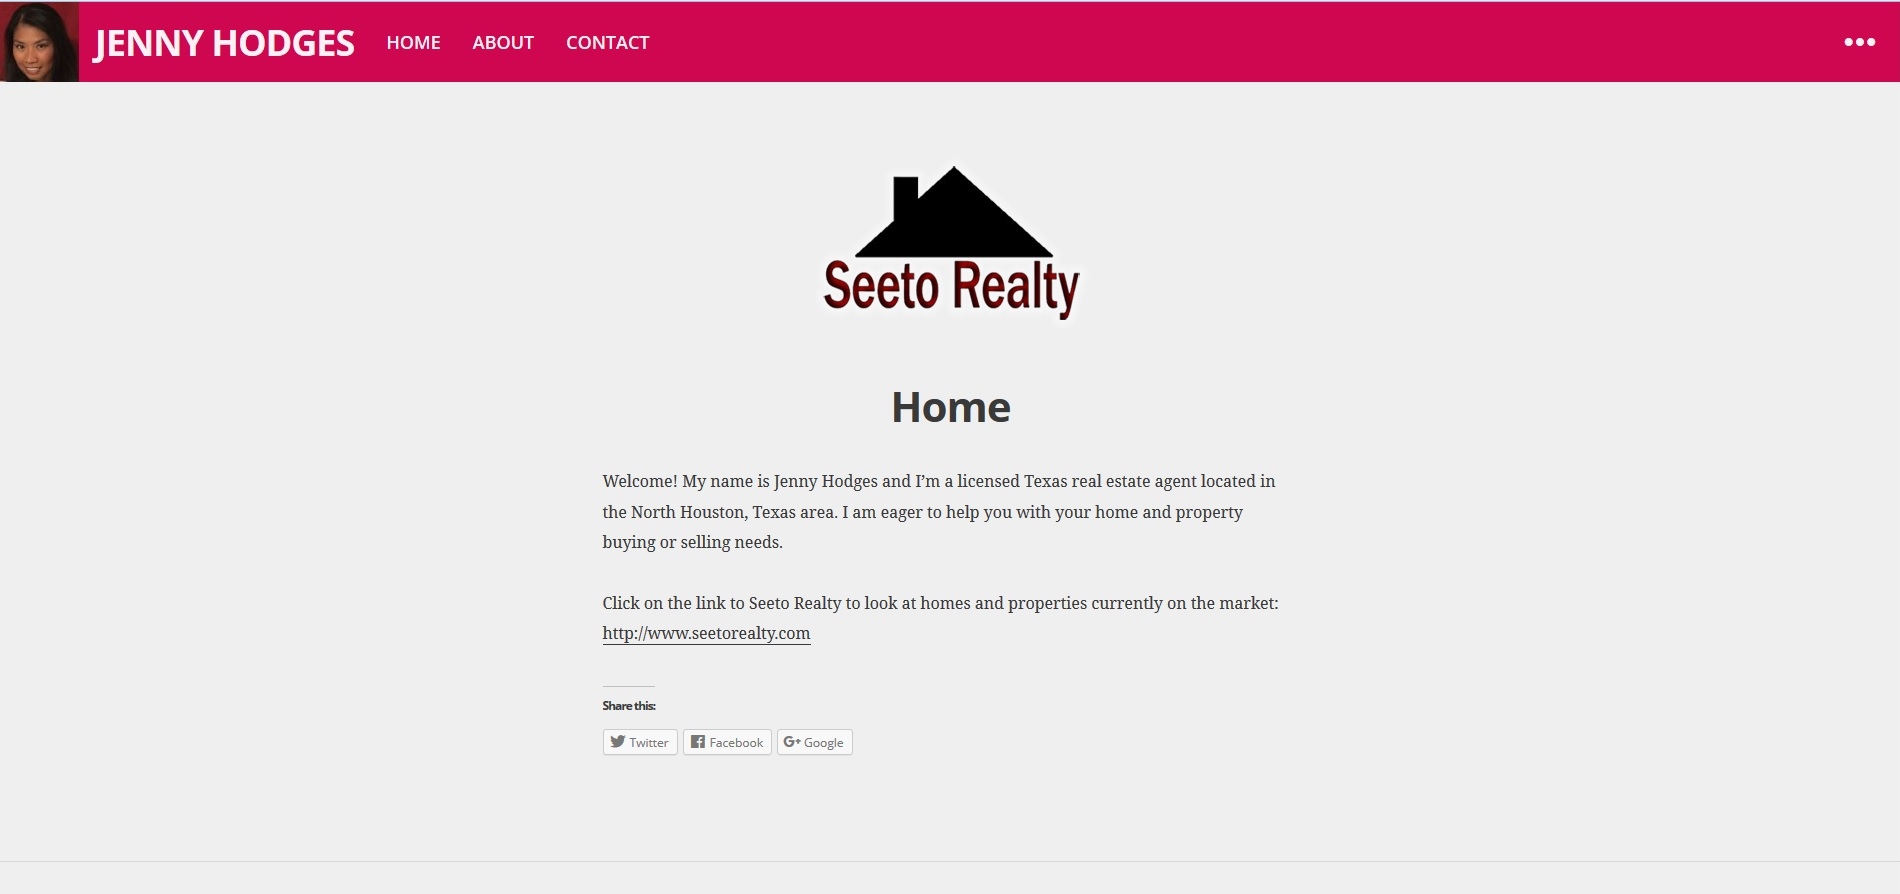 JENNY HODGES HOME ABOUT CONTACT
Seeto Realty
Home
Welcome! My name is Jenny Hodges and I’m a licensed Texas real estate agent located in
the North Houston, Texas area. I am eager to help you with your home and property
buying or selling needs.
Click on the link to Seeto Realty to look at homes and properties currently on the market:
http://www.seetorealty.com
Share this:
Twitter Facebook G+ Google